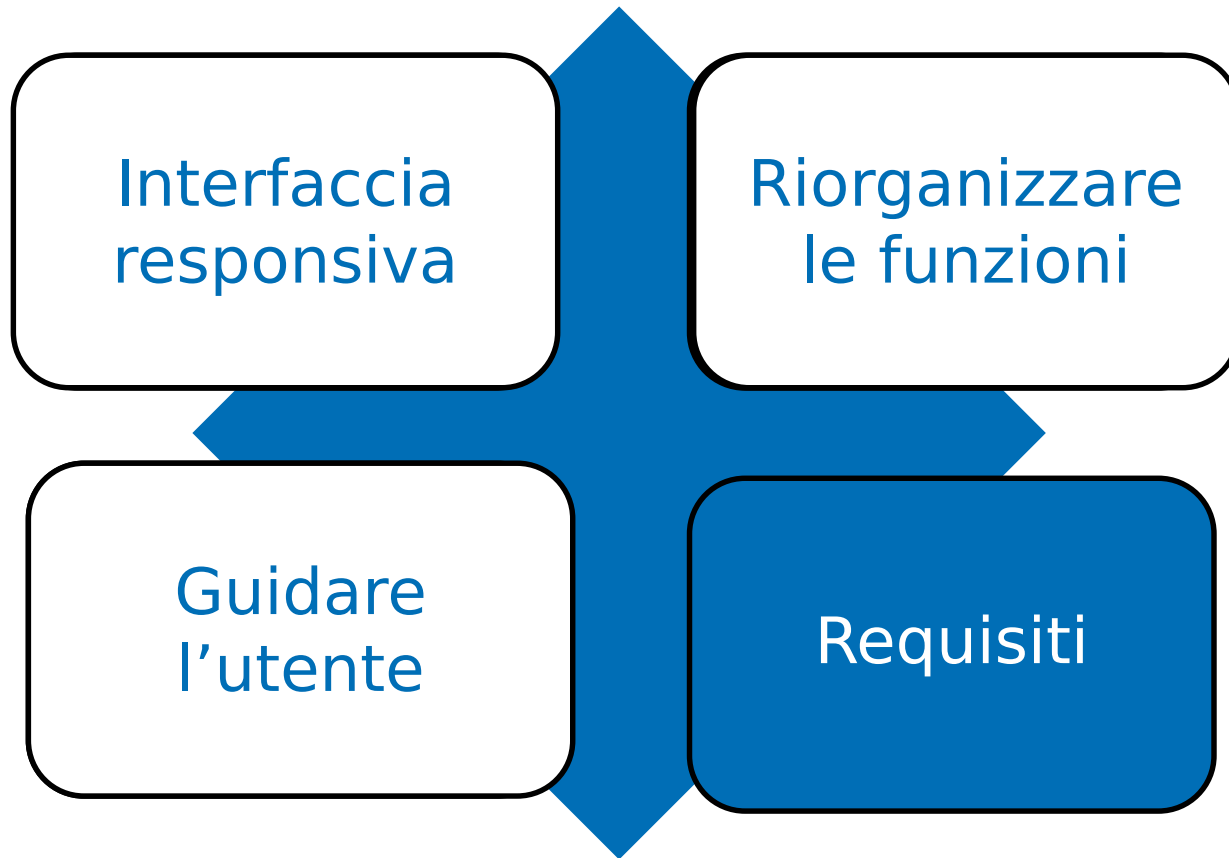 Interfaccia
responsiva
Riorganizzare
le funzioni
Guidare
l’utente
Requisiti